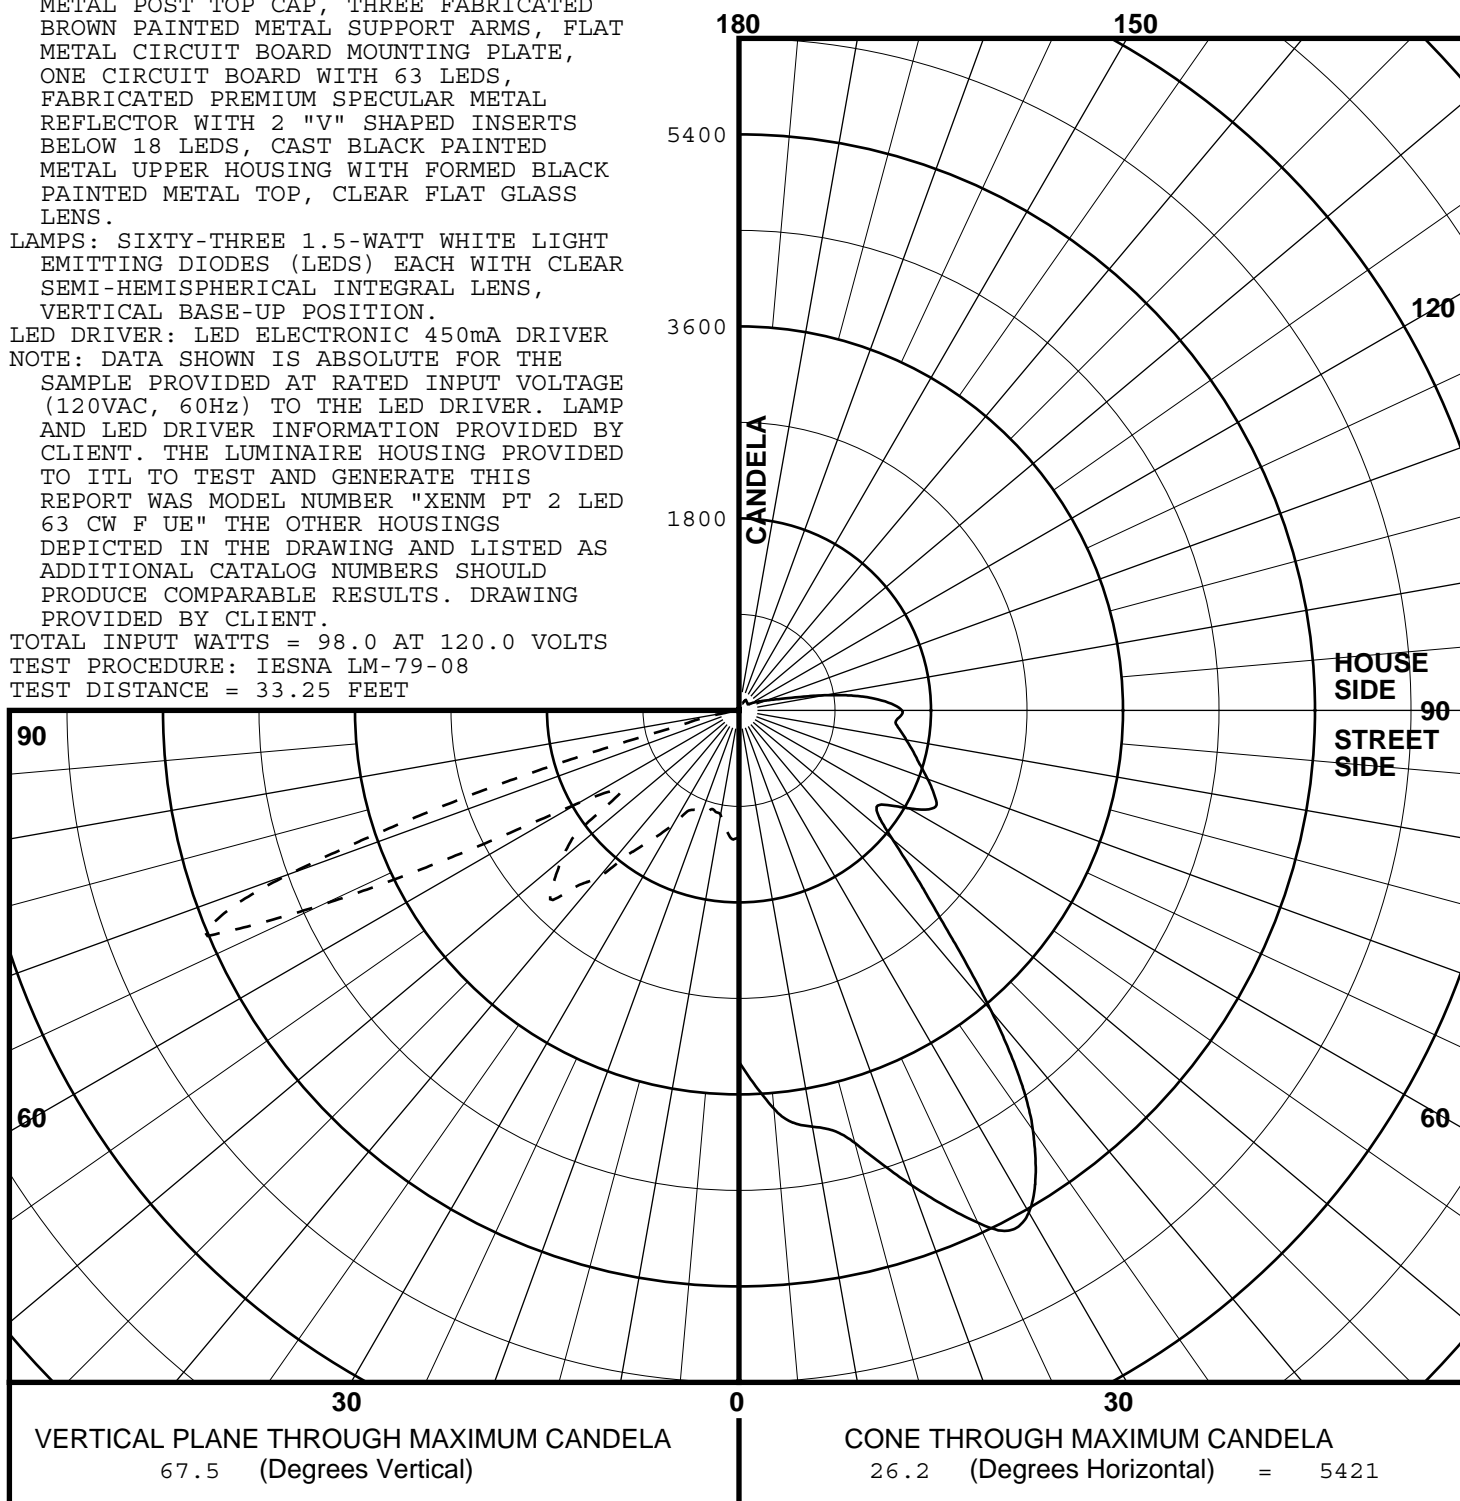 METAL POST TOP CAP, THREE FABRICATED
BROWN PAINTED METAL SUPPORT ARMS, FLAT
METAL CIRCUIT BOARD MOUNTING PLATE,
ONE CIRCUIT BOARD WITH 63 LEDS,
FABRICATED PREMIUM SPECULAR METAL
REFLECTOR WITH 2 "V" SHAPED INSERTS
BELOW 18 LEDS, CAST BLACK PAINTED
METAL UPPER HOUSING WITH FORMED BLACK
PAINTED METAL TOP, CLEAR FLAT GLASS
LENS.
LAMPS: SIXTY-THREE 1.5-WATT WHITE LIGHT
EMITTING DIODES (LEDS) EACH WITH CLEAR
SEMI-HEMISPHERICAL INTEGRAL LENS,
VERTICAL BASE-UP POSITION.
LED DRIVER: LED ELECTRONIC 450mA DRIVER
NOTE: DATA SHOWN IS ABSOLUTE FOR THE
SAMPLE PROVIDED AT RATED INPUT VOLTAGE
(120VAC, 60Hz) TO THE LED DRIVER. LAMP
AND LED DRIVER INFORMATION PROVIDED BY
CLIENT. THE LUMINAIRE HOUSING PROVIDED
TO ITL TO TEST AND GENERATE THIS
REPORT WAS MODEL NUMBER "XENM PT 2 LED
63 CW F UE" THE OTHER HOUSINGS
DEPICTED IN THE DRAWING AND LISTED AS
ADDITIONAL CATALOG NUMBERS SHOULD
PRODUCE COMPARABLE RESULTS. DRAWING
PROVIDED BY CLIENT.
TOTAL INPUT WATTS = 98.0 AT 120.0 VOLTS
TEST PROCEDURE: IESNA LM-79-08
TEST DISTANCE = 33.25 FEET
180
150
5400
120
3600
CANDELA
1800
HOUSE
SIDE
90
STREET
SIDE
90
60
60
30
0
30
VERTICAL PLANE THROUGH MAXIMUM CANDELA
67.5 (Degrees Vertical)
CONE THROUGH MAXIMUM CANDELA
26.2 (Degrees Horizontal) = 5421